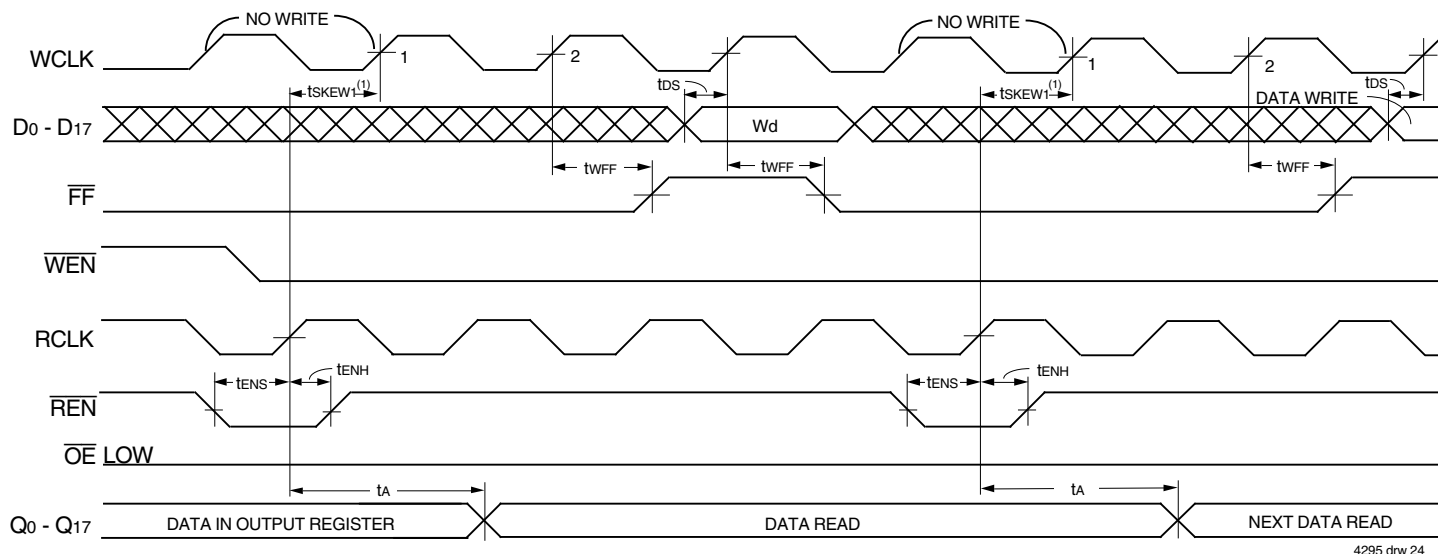 NO WRITE NO WRITE
WCLK 1 2 1 2
tSKEW1(1) tDS tSKEW1(1) tDS
DATA WRITE
D0 - D17 Wd
tWFF tWFF tWFF
FF
WEN
RCLK
tENS tENH tENS tENH
REN
OE LOW
tA tA
Q0 - Q17 DATA IN OUTPUT REGISTER DATA READ NEXT DATA READ
4295 drw 24